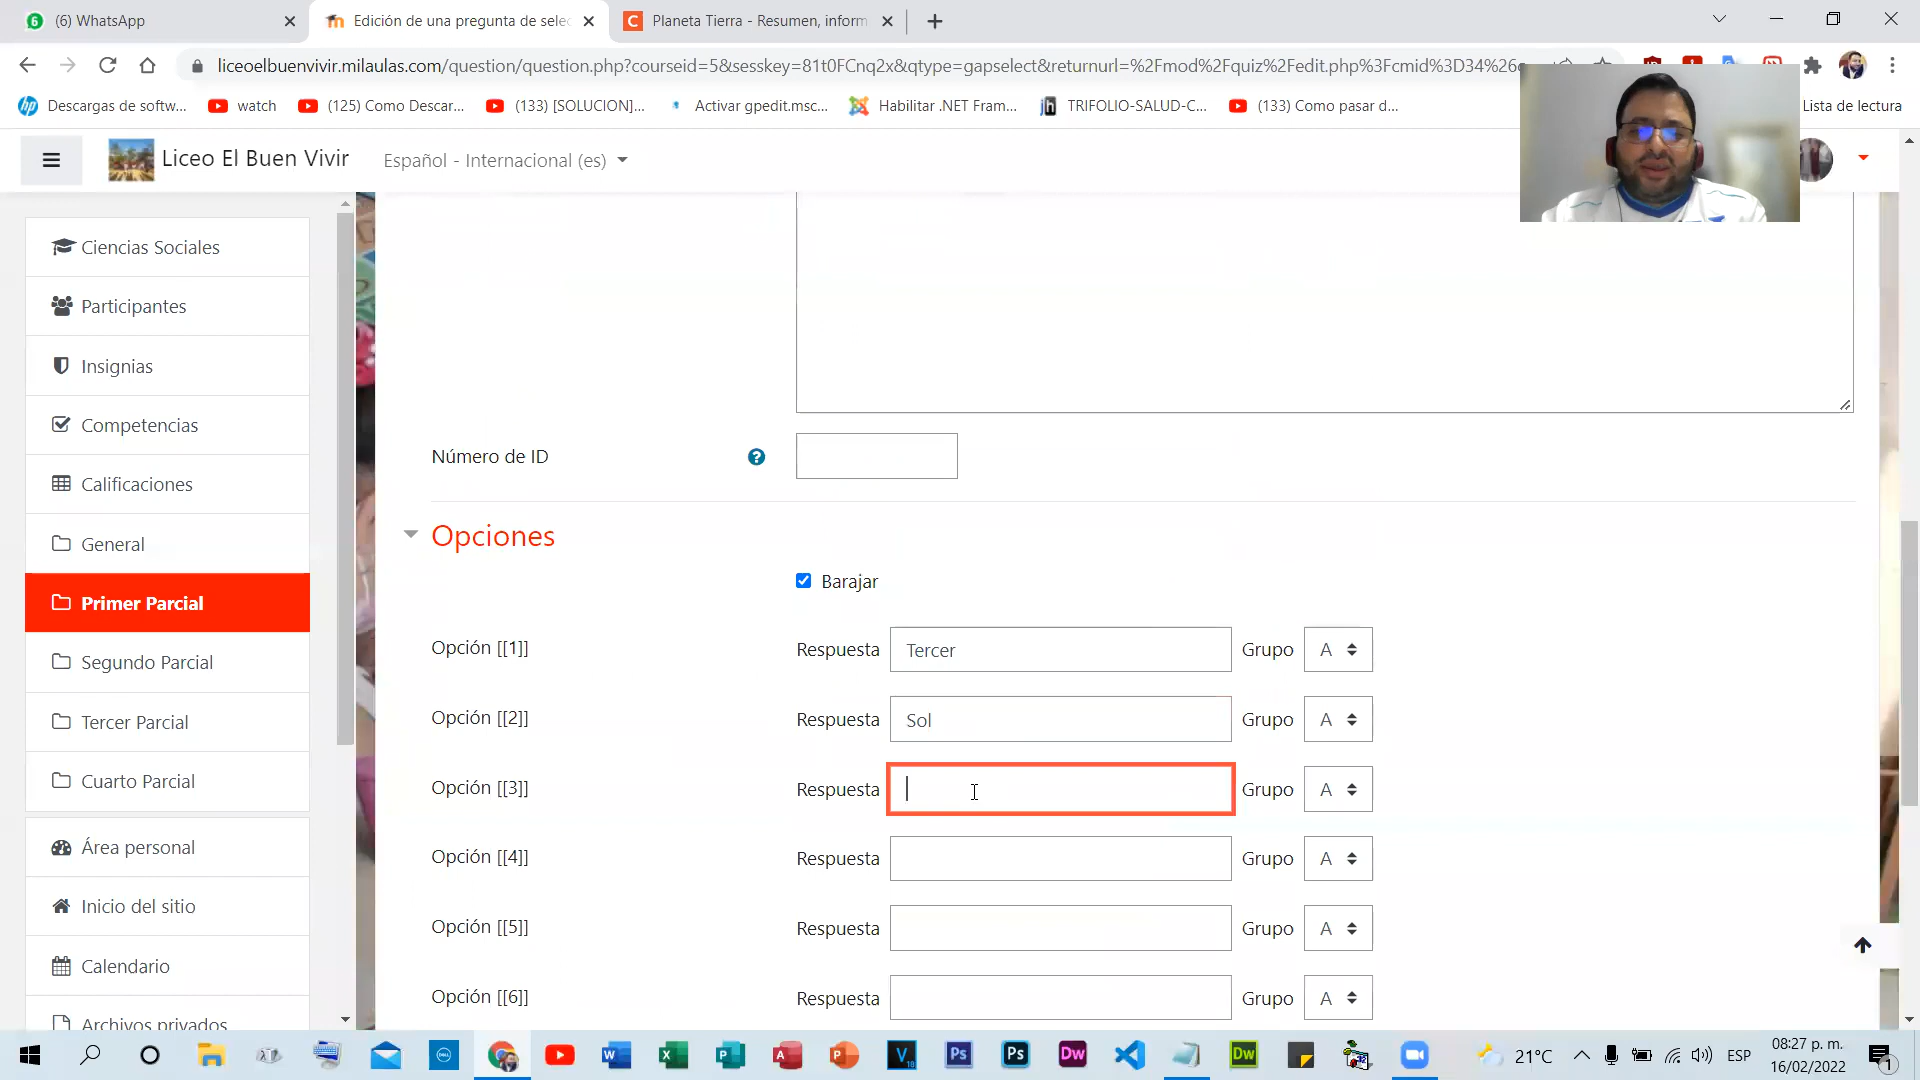 (6) WhatsApp
Edición de una pregunta de selec
Planeta Tierra - Resumen, inform
liceoelbuenvivir.milaulas.com/question/question.php?courseid=5&sesskey=81t0FCnq2x&qtype=gapselect&returnurl=%2Fmod%2Fquiz%2Fedit.php%3Fcmid%3D34%26c
Descargas de softw...
watch
(125) Como Descar...
(133) [SOLUCION]...
Activar gpedit.msc...
Habilitar .NET Fram...
TRIFOLIO-SALUD-C...
(133) Como pasar d...
Lista de lectura
Liceo El Buen Vivir
Español - Internacional (es)
Ciencias Sociales
Participantes
Insignias
Competencias
Calificaciones
General
Primer Parcial
Segundo Parcial
Tercer Parcial
Cuarto Parcial
Área personal
Inicio del sitio
Calendario
Archivos privados
Número de ID
Opciones
Barajar
Opción [[1]] Respuesta Tercer Grupo A
Opción [[2]] Respuesta Sol Grupo A
Opción [[3]] Respuesta Grupo A
Opción [[4]] Respuesta Grupo A
Opción [[5]] Respuesta Grupo A
Opción [[6]] Respuesta Grupo A
21°C
ESP
08:27 p. m.
16/02/2022
1